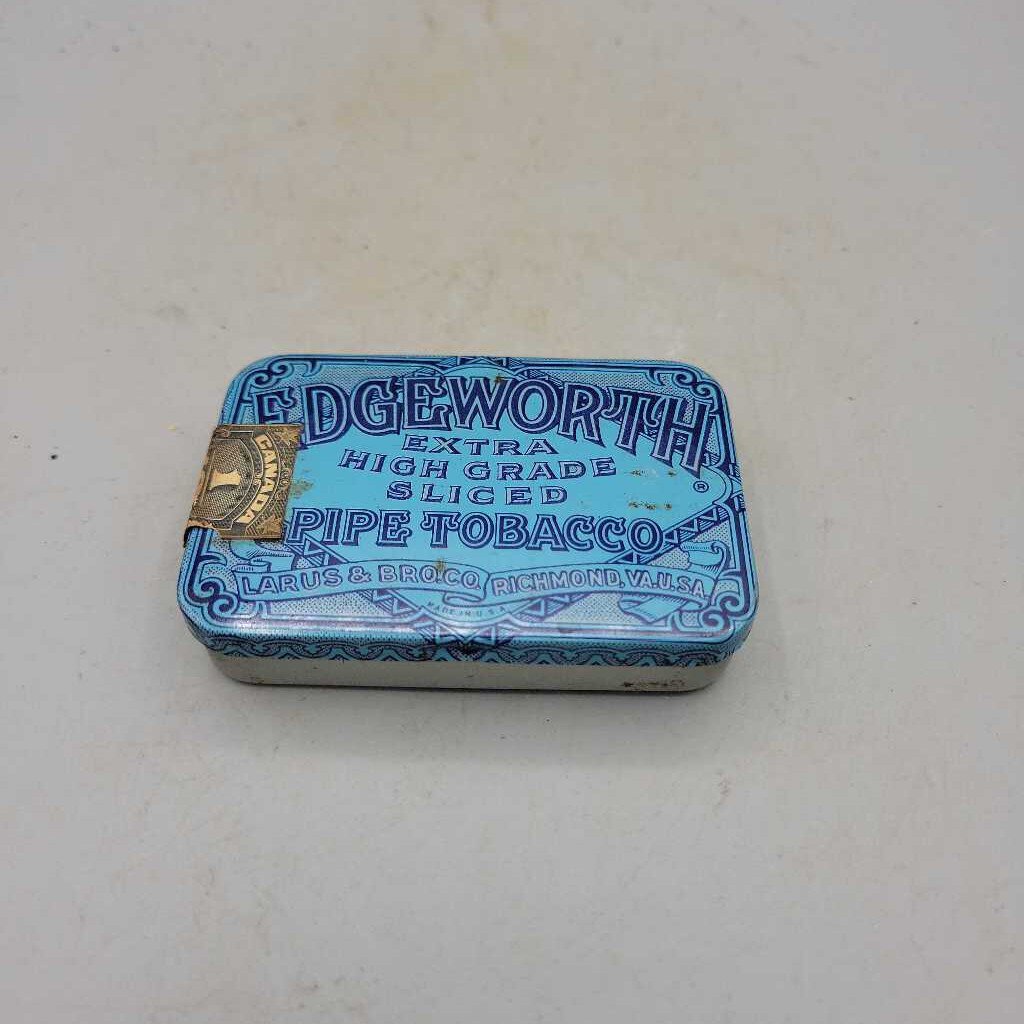 EDGEWORTH
EXTRA
HIGH GRADE
SLICED
®
PIPE TOBACCO
LARUS & BRO.CO. RICHMOND, VA.U.S.A.
MADE IN U.S.A.
CANADA
1